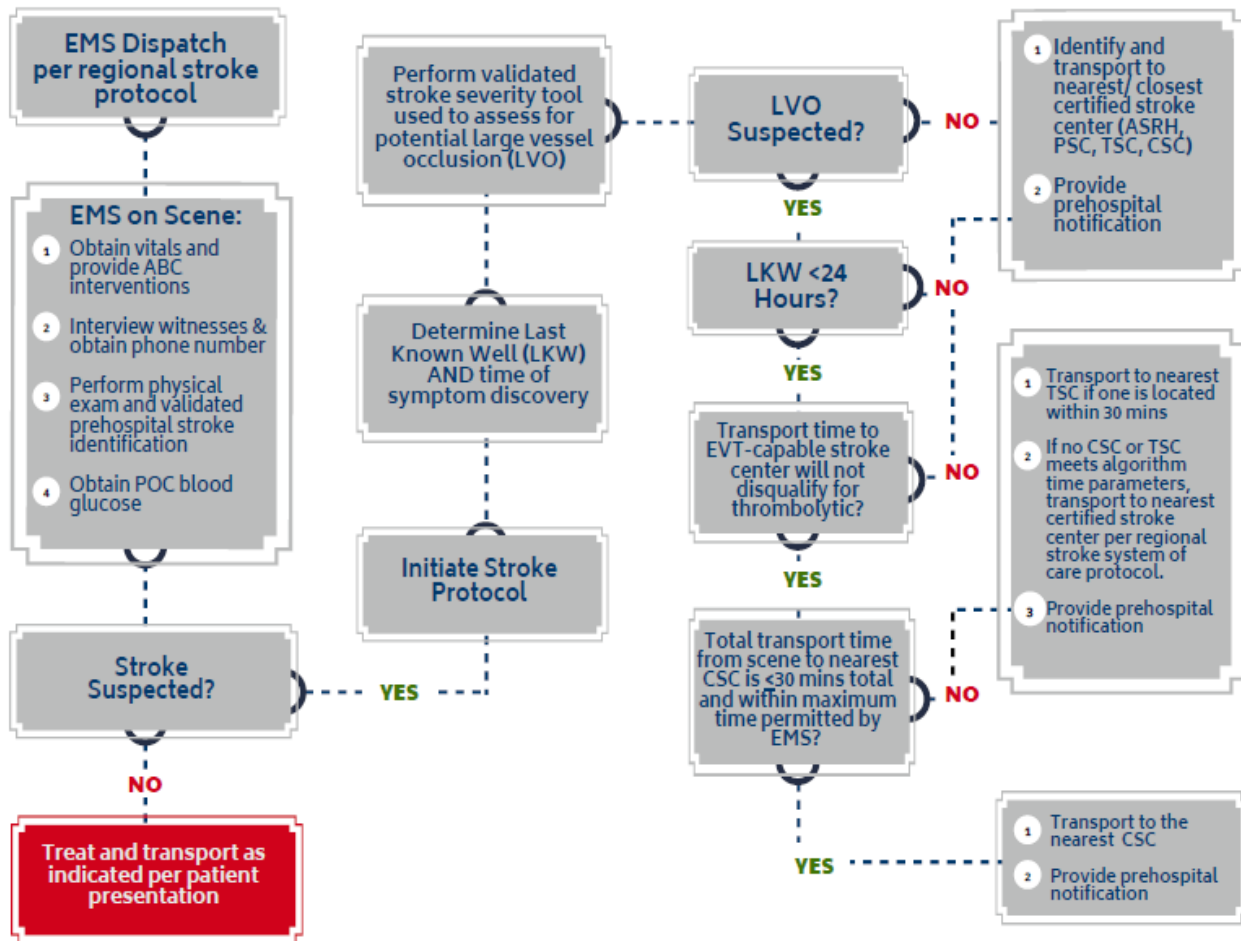 EMS Dispatch
per regional stroke
protocol
EMS on Scene:
1 Obtain vitals and
provide ABC
interventions
2 Interview witnesses &
obtain phone number
3 Perform physical
exam and validated
prehospital stroke
identification
4 Obtain POC blood
glucose
Stroke
Suspected?
NO
Treat and transport as
indicated per patient
presentation
YES
Initiate Stroke
Protocol
Determine Last
Known Well (LKW)
AND time of
symptom discovery
Perform validated
stroke severity tool
used to assess for
potential large vessel
occlusion (LVO)
LVO
Suspected?
NO
1 Identify and
transport to
nearest/ closest
certified stroke
center (ASRH,
PSC, TSC, CSC)
2 Provide
prehospital
notification
YES
LKW <24
Hours?
NO
YES
Transport time to
EVT-capable stroke
center will not
disqualify for
thrombolytic?
NO
YES
Total transport time
from scene to nearest
CSC is ≤30 mins total
and within maximum
time permitted by
EMS?
NO
1 Transport to nearest
TSC if one is located
within 30 mins
2 If no CSC or TSC
meets algorithm
time parameters,
transport to nearest
certified stroke
center per regional
stroke system of
care protocol.
3 Provide prehospital
notification
YES
1 Transport to the
nearest CSC
2 Provide prehospital
notification